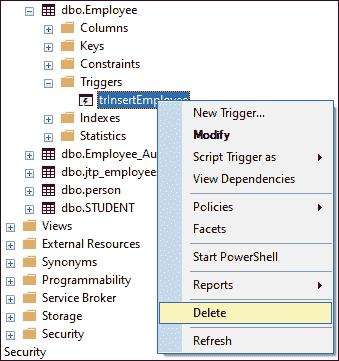 dbo.Employee
Columns
Keys
Constraints
Triggers
trInsertEmployee
Indexes
Statistics
dbo.Employee_Au
dbo.jtp_employee
dbo.person
dbo.STUDENT
Views
External Resources
Synonyms
Programmability
Service Broker
Storage
Security
Security
New Trigger...
Modify
Script Trigger as
View Dependencies
Policies
Facets
Start PowerShell
Reports
Delete
Refresh